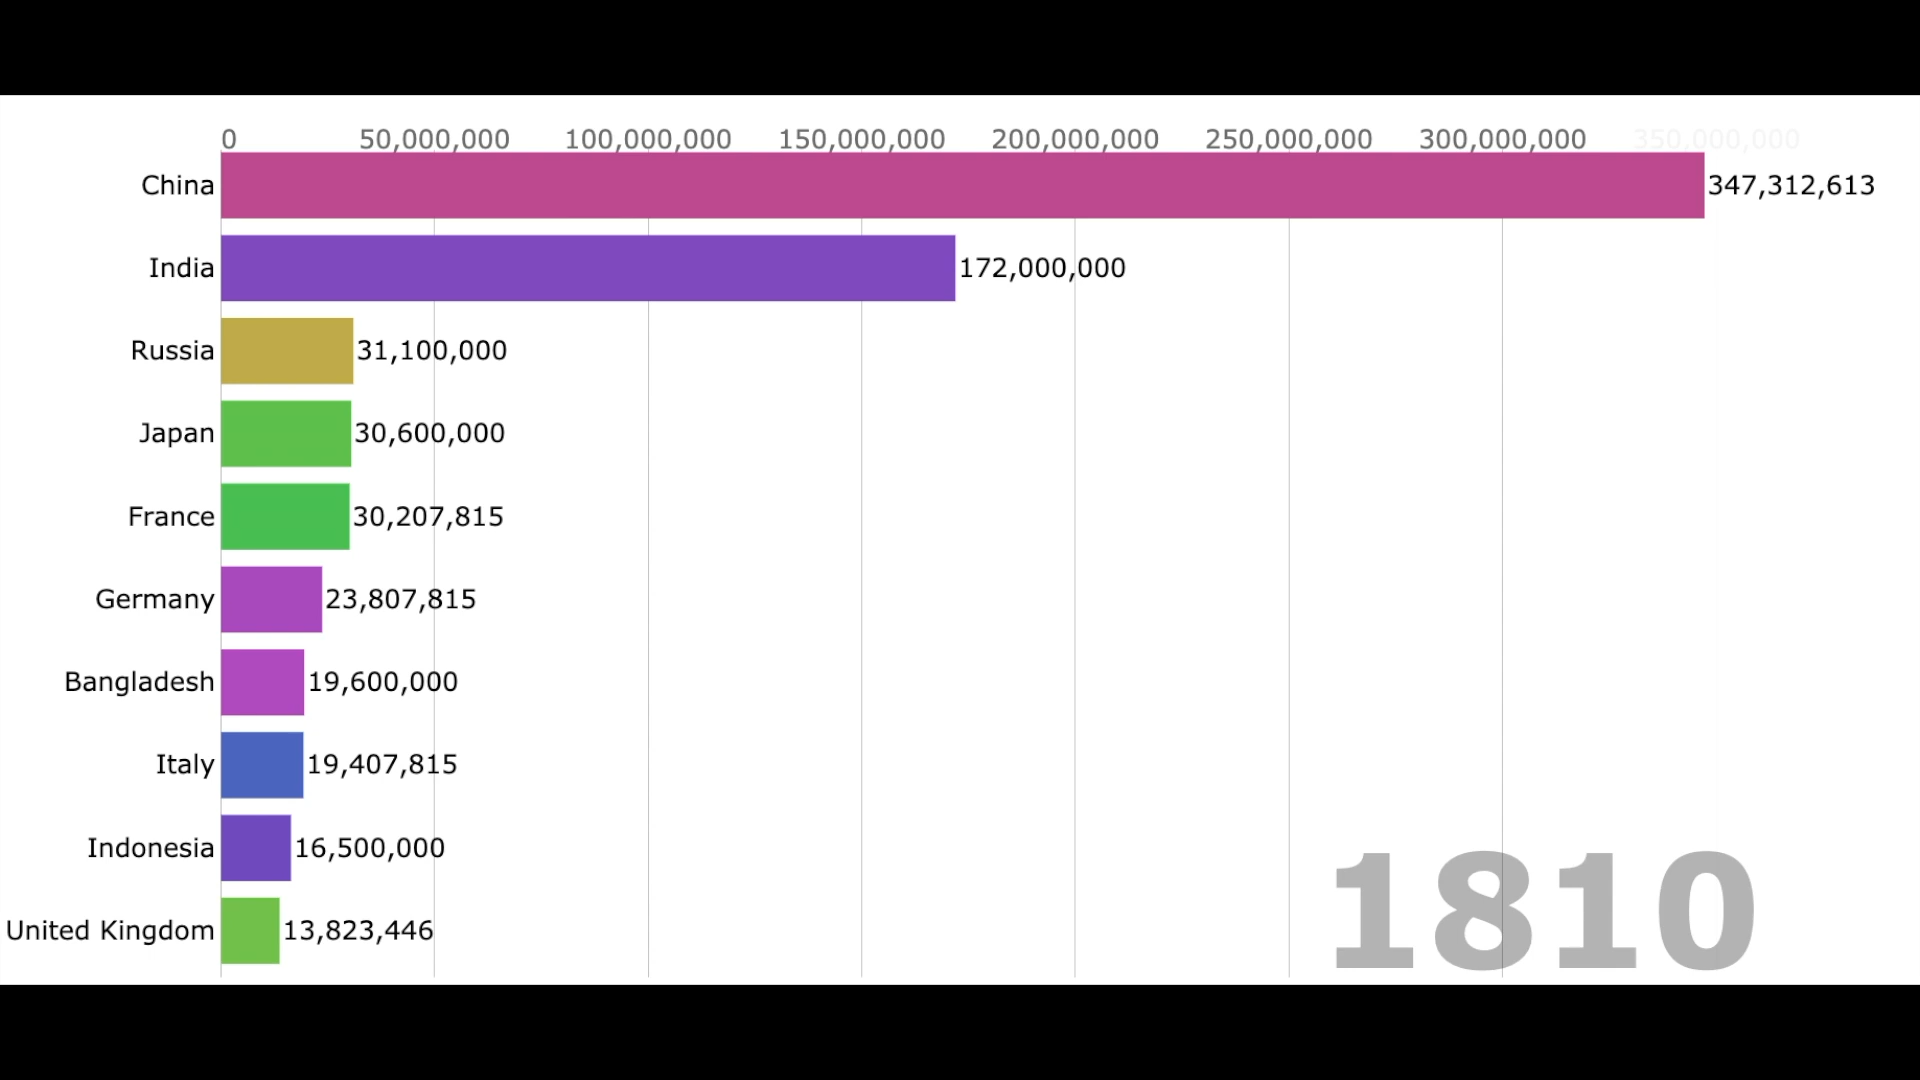 0 50,000,000 100,000,000 150,000,000 200,000,000 250,000,000 300,000,000 350,000,000
China 347,312,613
India 172,000,000
Russia 31,100,000
Japan 30,600,000
France 30,207,815
Germany 23,807,815
Bangladesh 19,600,000
Italy 19,407,815
Indonesia 16,500,000
United Kingdom 13,823,446
1810